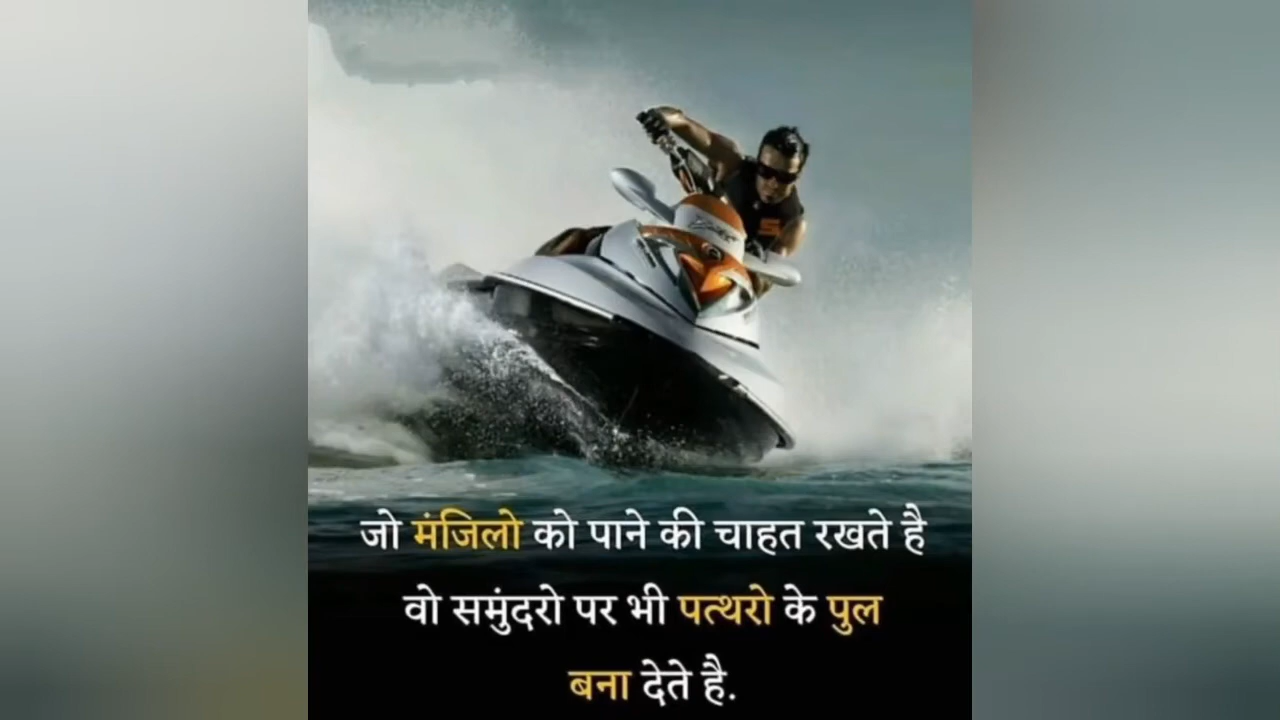 जो मंजिलो को पाने की चाहत रखते है
वो समुंदरो पर भी पत्थरो के पुल
बना देते है.